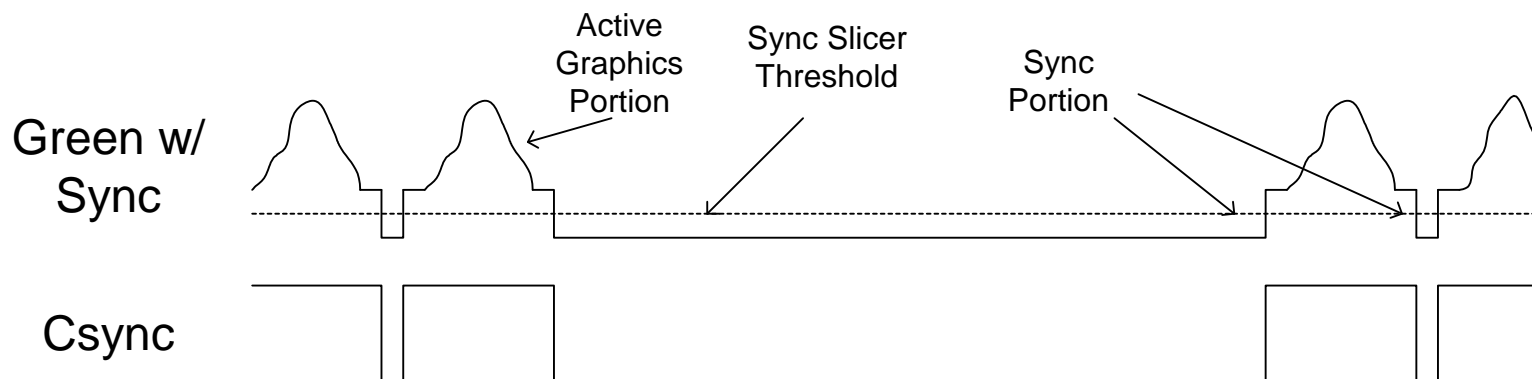 Active
Graphics
Portion
Sync Slicer
Threshold
Sync
Portion
Green w/
Sync
Csync